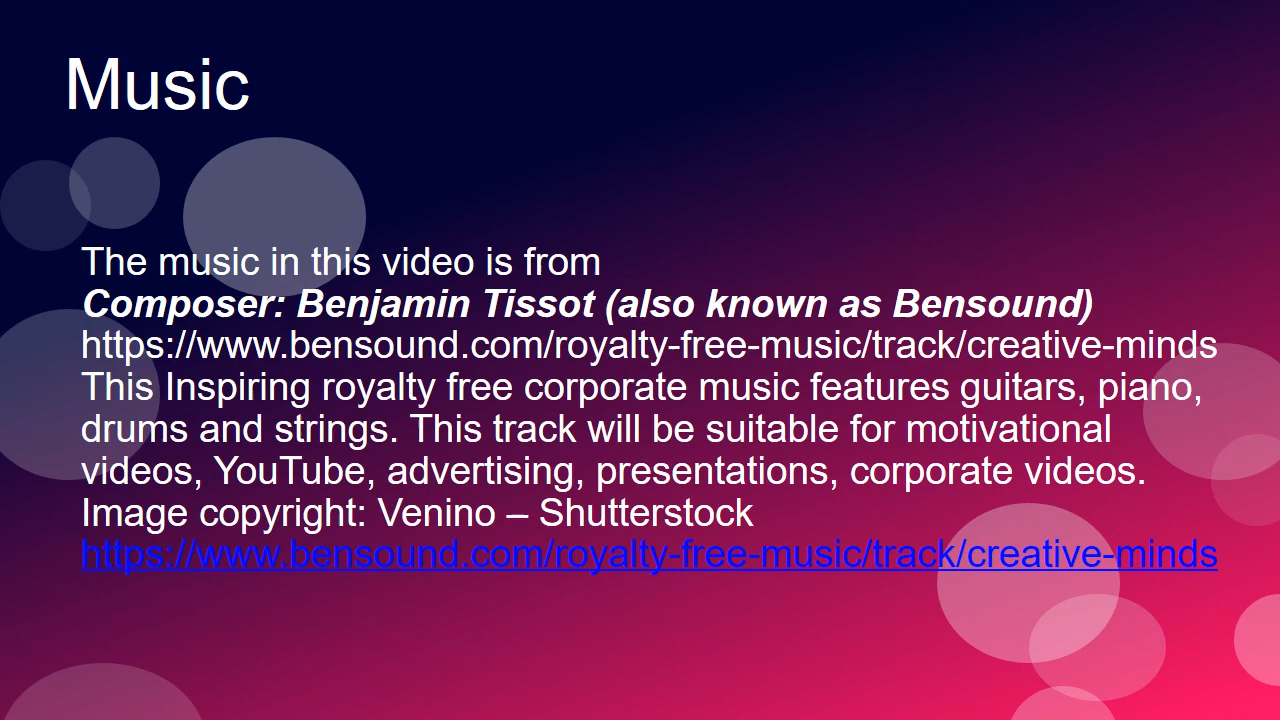 Music
The music in this video is from
Composer: Benjamin Tissot (also known as Bensound)
https://www.bensound.com/royalty-free-music/track/creative-minds
This Inspiring royalty free corporate music features guitars, piano,
drums and strings. This track will be suitable for motivational
videos, YouTube, advertising, presentations, corporate videos.
Image copyright: Venino – Shutterstock
https://www.bensound.com/royalty-free-music/track/creative-minds